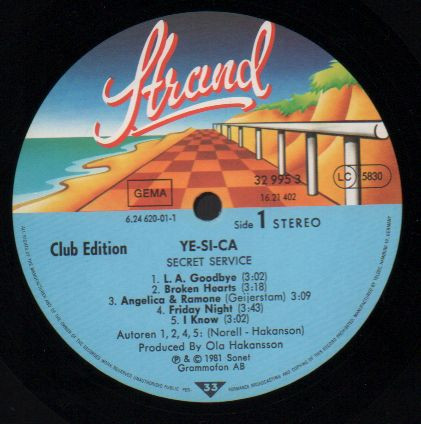 Strand
GEMA
32 995 3
16.21 402
LC 5830
6.24 620-01-1
Side 1 STEREO
Club Edition
YE-SI-CA
SECRET SERVICE
1. L. A. Goodbye (3:02)
2. Broken Hearts (3:18)
3. Angelica & Ramone (Geijerstam) 3:09
4. Friday Night (3:43)
5. I Know (3:02)
Autoren 1, 2, 4, 5: (Norell - Hakanson)
Produced By Ola Hakansson
℗ & © 1981 Sonet
Grammofon AB
33